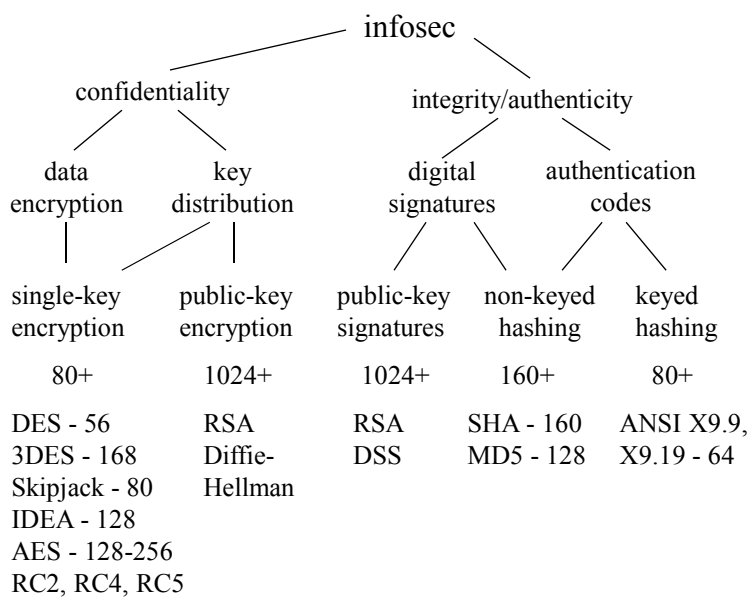 infosec
confidentiality
integrity/authenticity
data
encryption
key
distribution
digital
signatures
authentication
codes
single-key
encryption
public-key
encryption
public-key
signatures
non-keyed
hashing
keyed
hashing
80+
1024+
1024+
160+
80+
DES - 56
3DES - 168
Skipjack - 80
IDEA - 128
AES - 128-256
RC2, RC4, RC5
RSA
Diffie-
Hellman
RSA
DSS
SHA - 160
MD5 - 128
ANSI X9.9,
X9.19 - 64